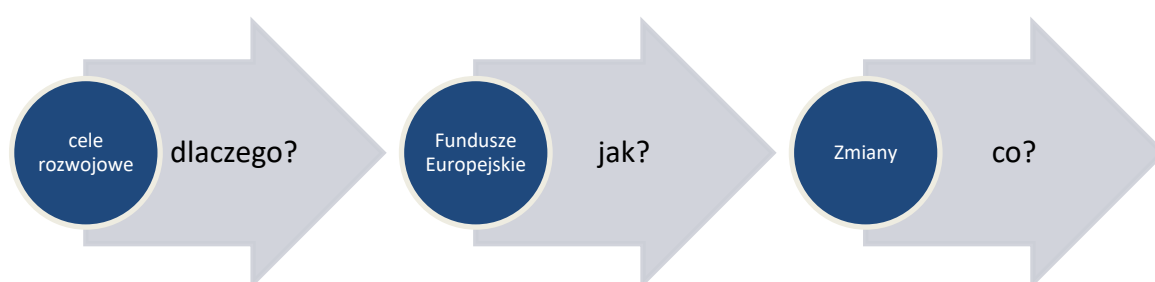 cele
rozwojowe
dlaczego?
Fundusze
Europejskie
jak?
Zmiany
co?